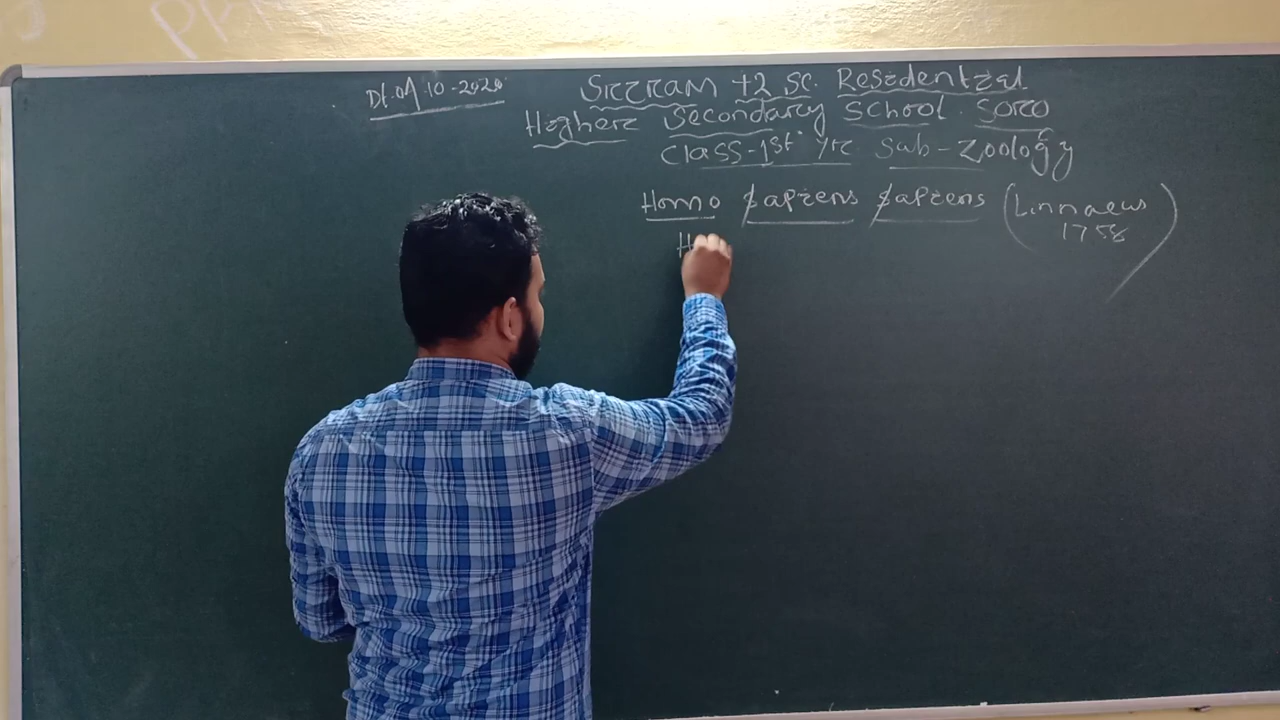 Dt.09.10-2020
Srzram +2 Sc. Residential
Higher Secondary School Soro
Class-1st Yr Sub-Zoology
Homo Sapiens Sapiens (Linnaeus
1758)
H